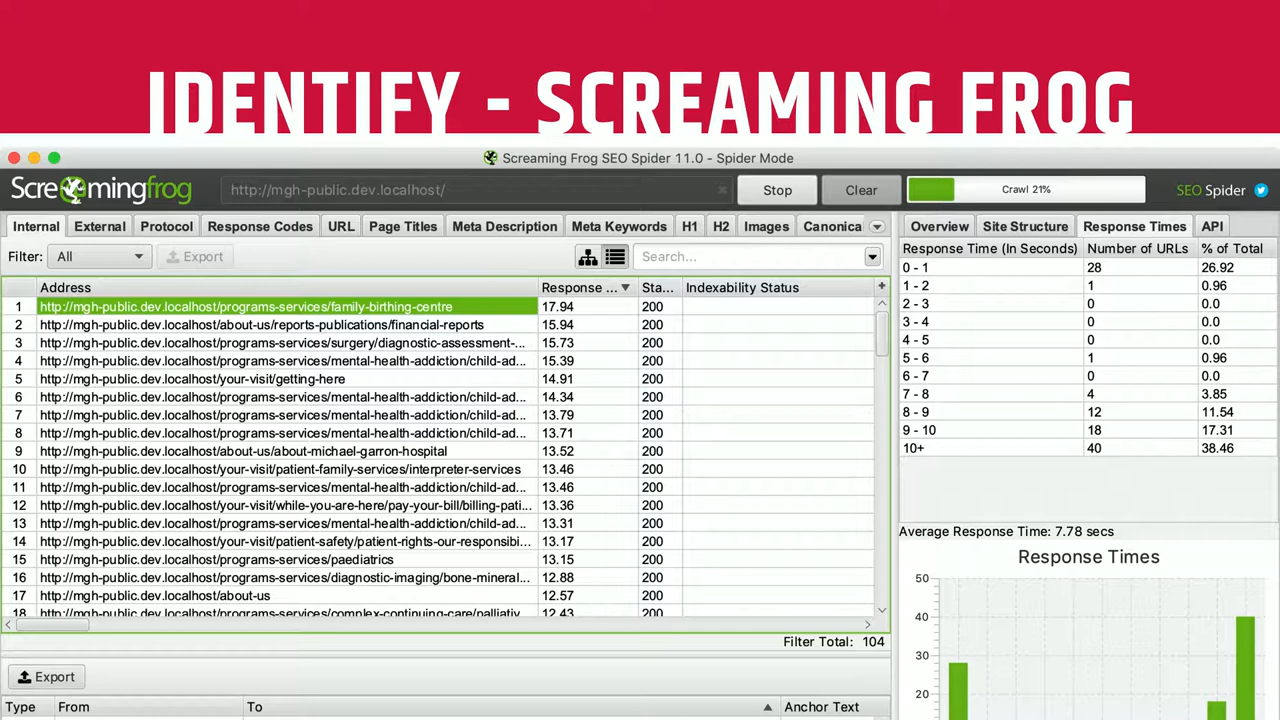 IDENTIFY - SCREAMING FROG
Screaming Frog SEO Spider 11.0 - Spider Mode
Screamingfrog
http://mgh-public.dev.localhost/
Stop
Clear
Crawl 21%
SEO Spider
Internal External Protocol Response Codes URL Page Titles Meta Description Meta Keywords H1 H2 Images Canonica
Filter: All Export
Search...
Address Response ... Sta... Indexability Status +
1 http://mgh-public.dev.localhost/programs-services/family-birthing-centre 17.94 200
2 http://mgh-public.dev.localhost/about-us/reports-publications/financial-reports 15.94 200
3 http://mgh-public.dev.localhost/programs-services/surgery/diagnostic-assessment-... 15.73 200
4 http://mgh-public.dev.localhost/programs-services/mental-health-addiction/child-ad... 15.39 200
5 http://mgh-public.dev.localhost/your-visit/getting-here 14.91 200
6 http://mgh-public.dev.localhost/programs-services/mental-health-addiction/child-ad... 14.34 200
7 http://mgh-public.dev.localhost/programs-services/mental-health-addiction/child-ad... 13.79 200
8 http://mgh-public.dev.localhost/programs-services/mental-health-addiction/child-ad... 13.71 200
9 http://mgh-public.dev.localhost/about-us/about-michael-garron-hospital 13.52 200
10 http://mgh-public.dev.localhost/your-visit/patient-family-services/interpreter-services 13.46 200
11 http://mgh-public.dev.localhost/programs-services/mental-health-addiction/child-ad... 13.46 200
12 http://mgh-public.dev.localhost/your-visit/while-you-are-here/pay-your-bill/billing-pati... 13.36 200
13 http://mgh-public.dev.localhost/programs-services/mental-health-addiction/child-ad... 13.31 200
14 http://mgh-public.dev.localhost/your-visit/patient-safety/patient-rights-our-responsibi... 13.17 200
15 http://mgh-public.dev.localhost/programs-services/paediatrics 13.15 200
16 http://mgh-public.dev.localhost/programs-services/diagnostic-imaging/bone-mineral... 12.88 200
17 http://mgh-public.dev.localhost/about-us 12.57 200
18 http://mgh-public.dev.localhost/programs-services/complex-continuing-care/palliativ... 12.43 200
Filter Total: 104
Export
Type From To Anchor Text
Overview Site Structure Response Times API
Response Time (In Seconds) Number of URLs % of Total
0 - 1 28 26.92
1 - 2 1 0.96
2 - 3 0 0.0
3 - 4 0 0.0
4 - 5 0 0.0
5 - 6 1 0.96
6 - 7 0 0.0
7 - 8 4 3.85
8 - 9 12 11.54
9 - 10 18 17.31
10+ 40 38.46
Average Response Time: 7.78 secs
Response Times
50
40
30
20